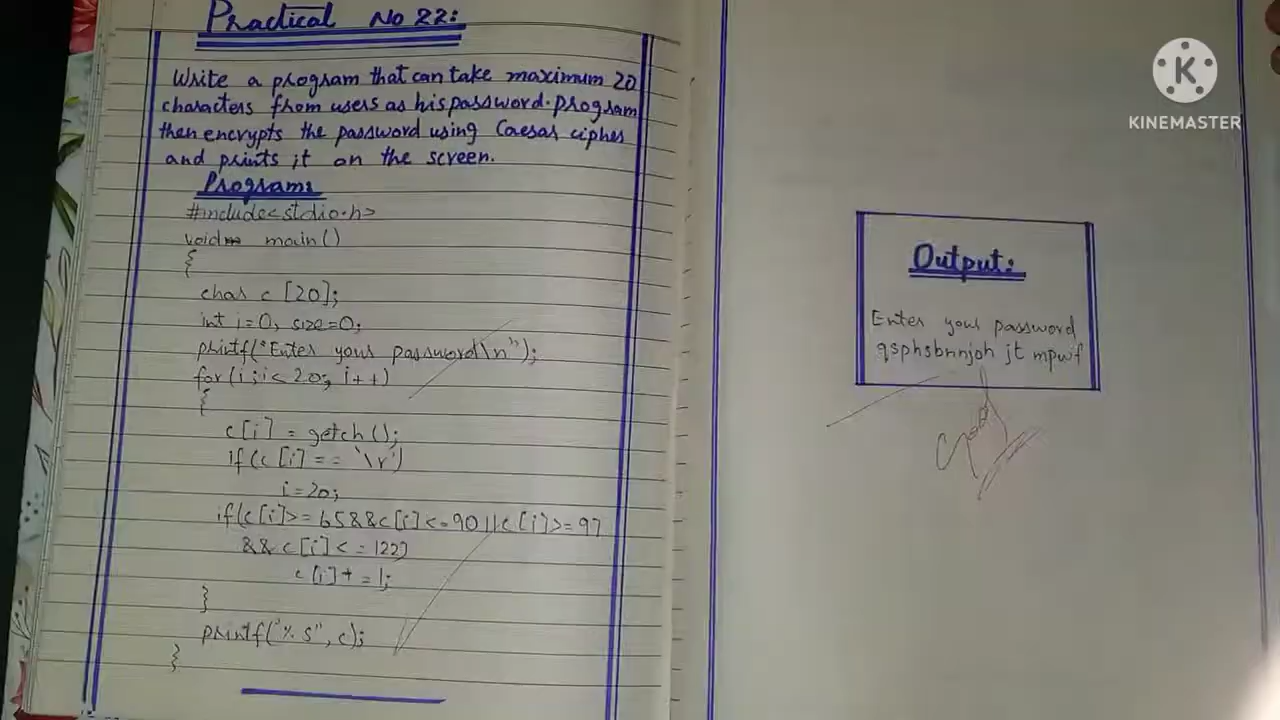 Practical No 22:
Write a program that can take maximum 20
characters from users as his password. program
then encrypts the password using Caesar cipher
and prints it on the screen.
Program:
#include<stdio.h>
void main()
{
char c [20];
int i=0, size=0;
printf("Enter your password\n");
for(i;i<20; i++)
{
c[i] = getch();
if(c[i] == '\r')
i=20;
if(c[i]>=65&&c[i]<=90||c[i]>=97
&& c[i]<=122)
c[i]+=1;
}
printf("%s",c);
}
KINEMASTER
Output:
Enter your password
qsphsbnnjoh jt mpwf
Good